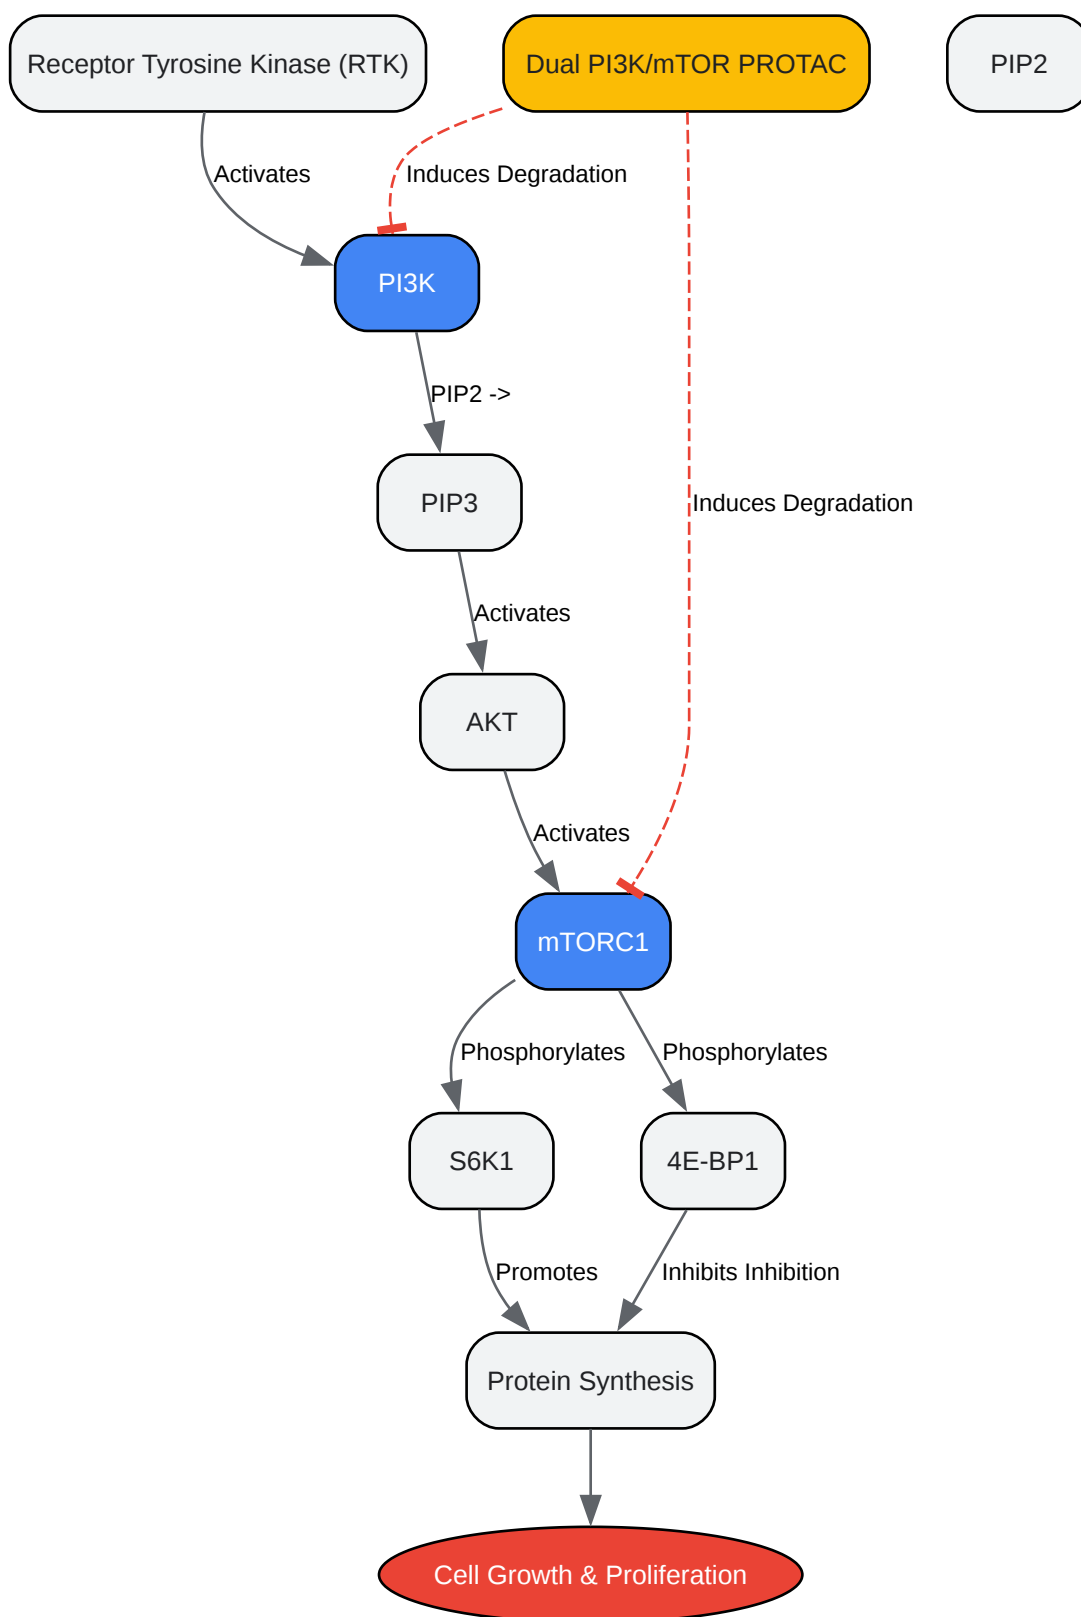 Receptor Tyrosine Kinase (RTK)
Dual PI3K/mTOR PROTAC
PIP2
Activates
Induces Degradation
PI3K
PIP2 ->
PIP3
Induces Degradation
Activates
AKT
Activates
mTORC1
Phosphorylates
Phosphorylates
S6K1
4E-BP1
Promotes
Inhibits Inhibition
Protein Synthesis
Cell Growth & Proliferation